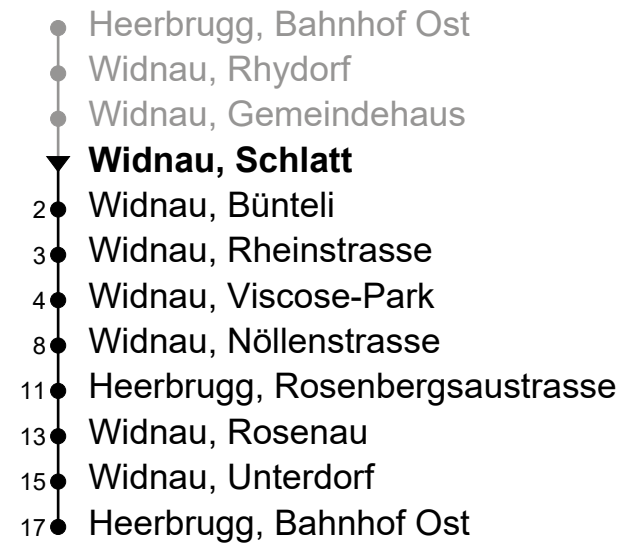 Heerbrugg, Bahnhof Ost
Widnau, Rhydorf
Widnau, Gemeindehaus
Widnau, Schlatt
2 Widnau, Bünteli
3 Widnau, Rheinstrasse
4 Widnau, Viscose-Park
8 Widnau, Nöllenstrasse
11 Heerbrugg, Rosenbergsaustrasse
13 Widnau, Rosenau
15 Widnau, Unterdorf
17 Heerbrugg, Bahnhof Ost